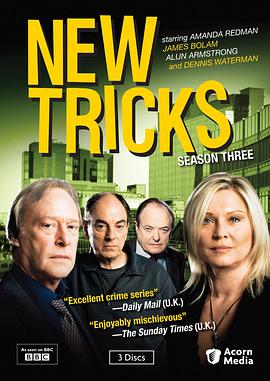 NEW
TRICKS
starring AMANDA REDMAN
JAMES BOLAM
ALUN ARMSTRONG
and DENNIS WATERMAN
SEASON THREE
“Excellent crime series”
—Daily Mail (U.K.)
“Enjoyably mischievous”
—The Sunday Times (U.K.)
As seen on BBC
BBC
3 Discs
Acorn
Media